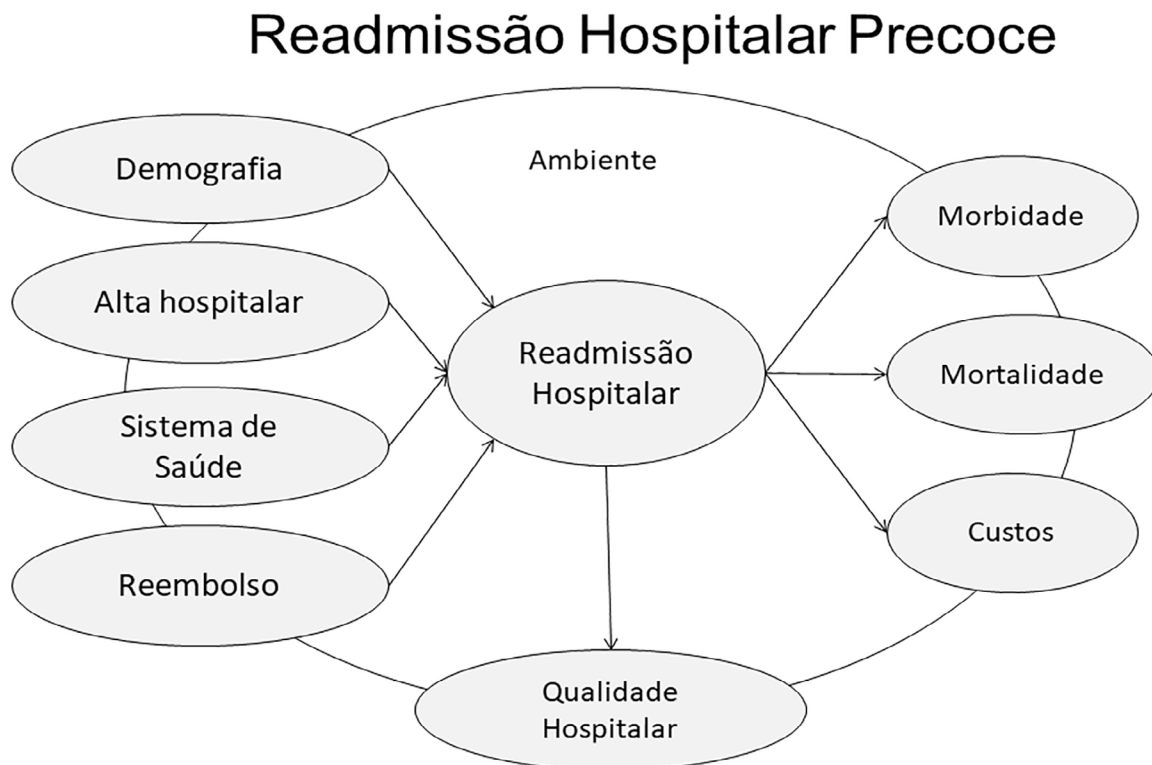 Readmissão Hospitalar Precoce
Demografia
Ambiente
Morbidade
Alta hospitalar
Readmissão
Hospitalar
Mortalidade
Sistema de
Saúde
Custos
Reembolso
Qualidade
Hospitalar